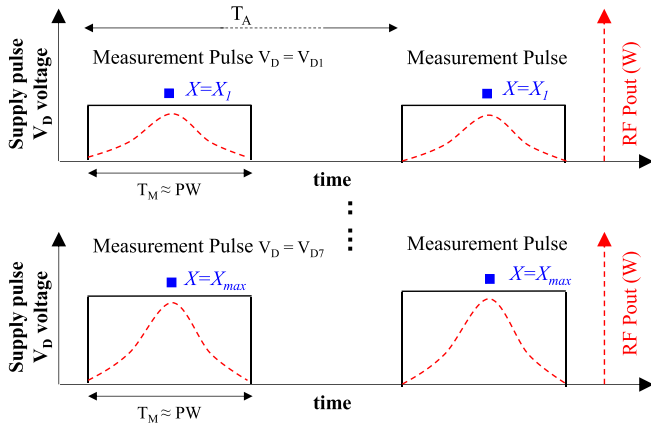 T_A
Measurement Pulse V_D = V_D1
Measurement Pulse
X=X_1
X=X_1
Supply pulse
V_D voltage
RF Pout (W)
T_M ≈ PW
time
Measurement Pulse V_D = V_D7
Measurement Pulse
X=X_max
X=X_max
Supply pulse
V_D voltage
RF Pout (W)
T_M ≈ PW
time